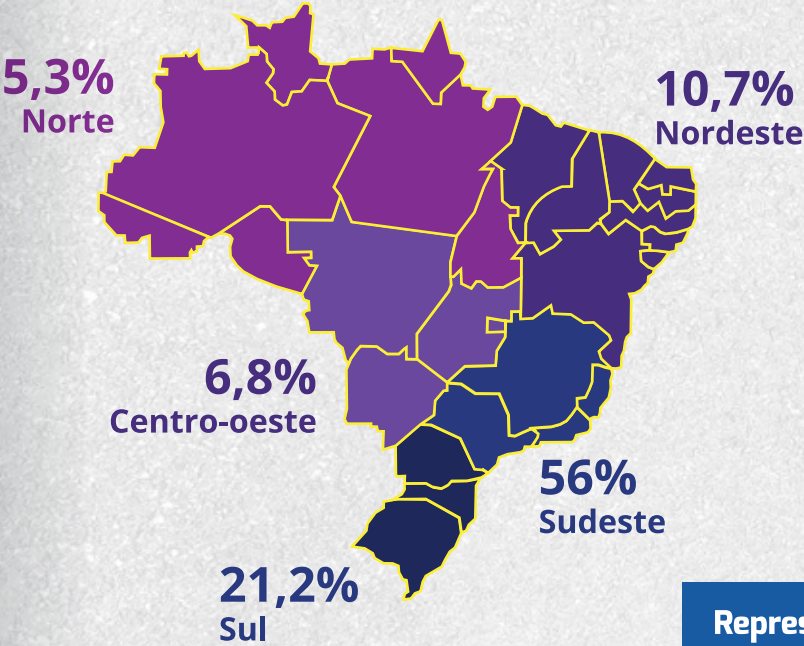 5,3%
Norte
10,7%
Nordeste
6,8%
Centro-oeste
56%
Sudeste
21,2%
Sul